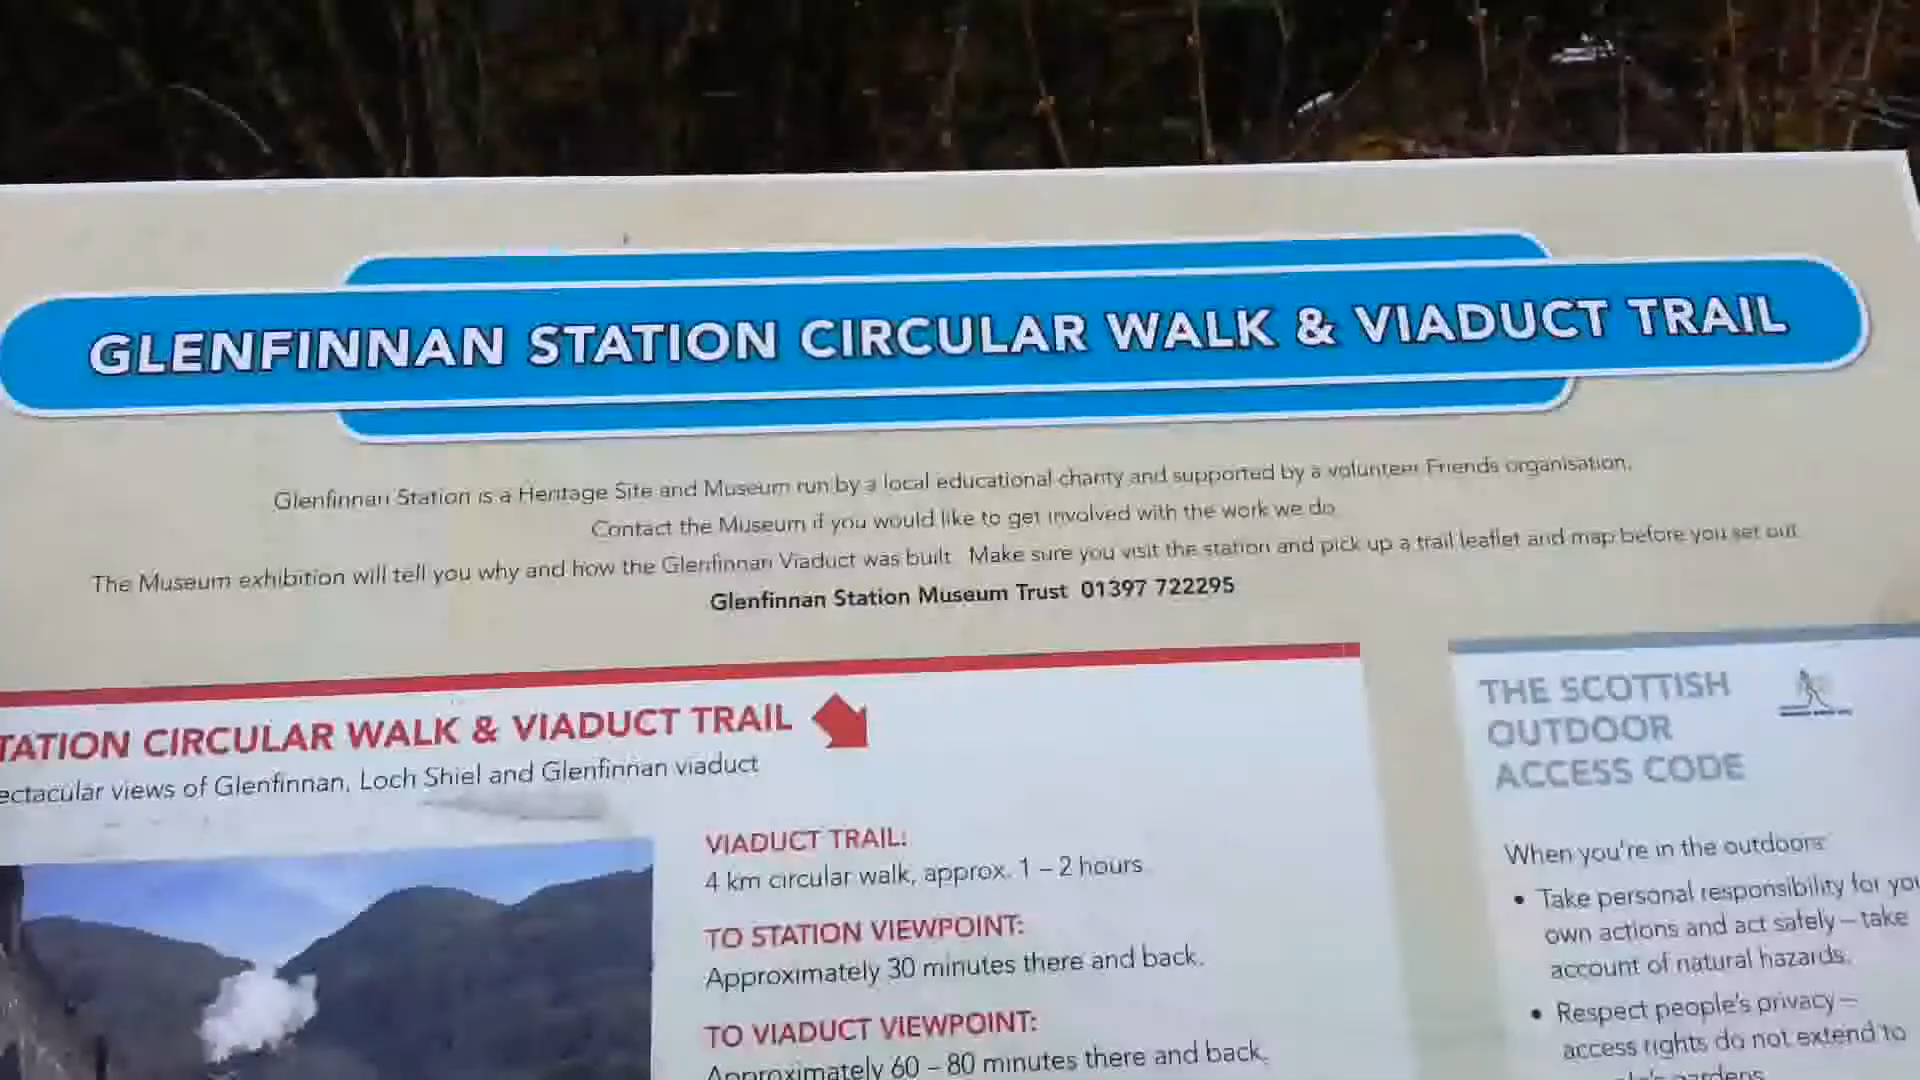 GLENFINNAN STATION CIRCULAR WALK & VIADUCT TRAIL
Glenfinnan Station is a Heritage Site and Museum run by a local educational charity and supported by a volunteer Friends organisation.
Contact the Museum if you would like to get involved with the work we do
The Museum exhibition will tell you why and how the Glenfinnan Viaduct was built. Make sure you visit the station and pick up a trail leaflet and map before you set out.
Glenfinnan Station Museum Trust 01397 722295
TATION CIRCULAR WALK & VIADUCT TRAIL
ectacular views of Glenfinnan, Loch Shiel and Glenfinnan viaduct
VIADUCT TRAIL:
4 km circular walk, approx. 1 – 2 hours.
TO STATION VIEWPOINT:
Approximately 30 minutes there and back.
TO VIADUCT VIEWPOINT:
Approximately 60 – 80 minutes there and back.
THE SCOTTISH
OUTDOOR
ACCESS CODE
When you're in the outdoors:
• Take personal responsibility for you
own actions and act safely – take
account of natural hazards.
• Respect people's privacy –
access rights do not extend to
gardens